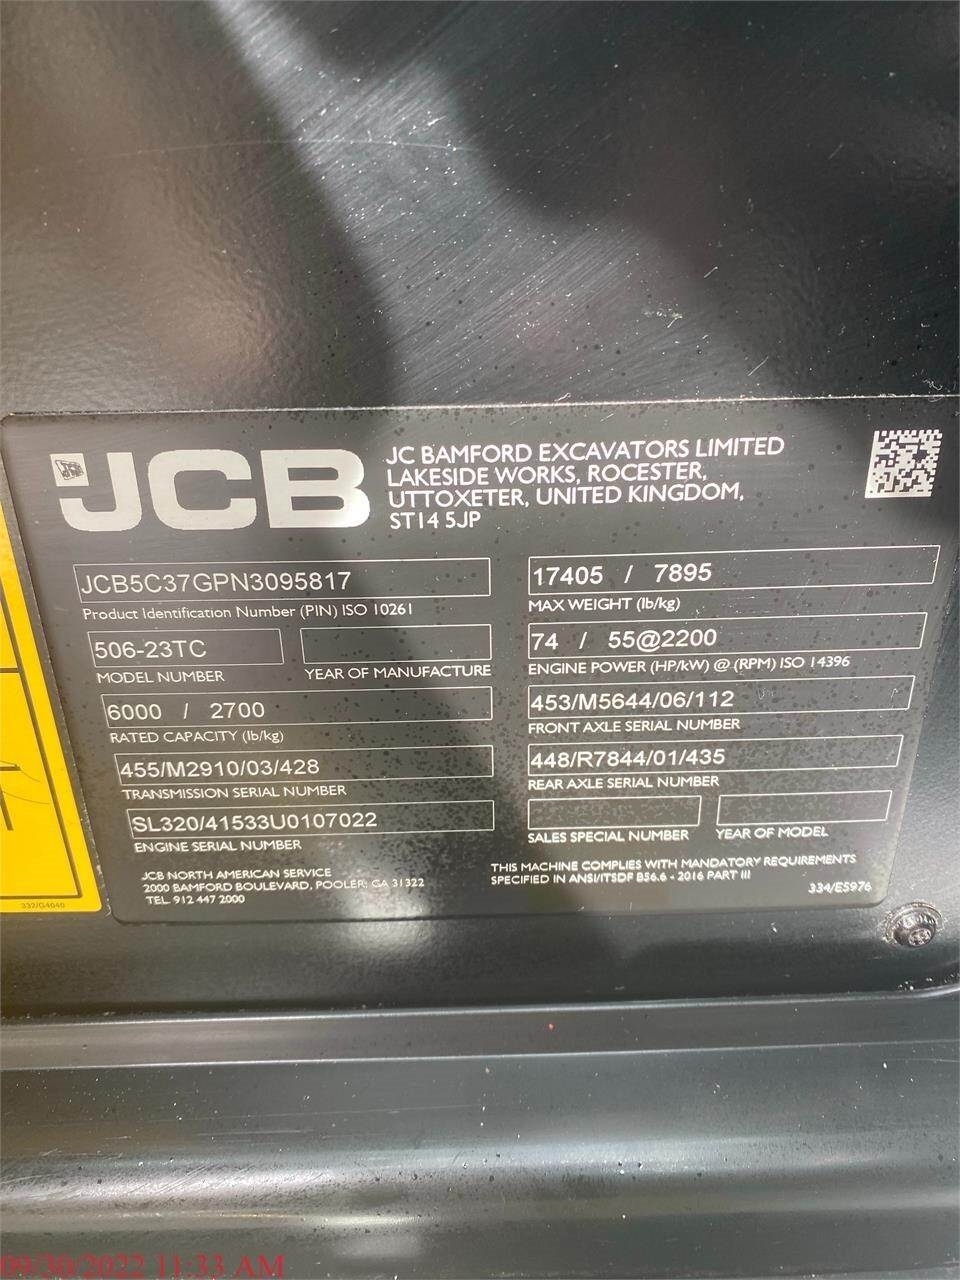 JCB
JC BAMFORD EXCAVATORS LIMITED
LAKESIDE WORKS, ROCESTER,
UTTOXETER, UNITED KINGDOM,
ST14 5JP
JCB5C37GPN3095817
Product Identification Number (PIN) ISO 10261
506-23TC
MODEL NUMBER
YEAR OF MANUFACTURE
6000 / 2700
RATED CAPACITY (lb/kg)
455/M2910/03/428
TRANSMISSION SERIAL NUMBER
SL320/41533U0107022
ENGINE SERIAL NUMBER
17405 / 7895
MAX WEIGHT (lb/kg)
74 / 55@2200
ENGINE POWER (HP/kW) @ (RPM) ISO 14396
453/M5644/06/112
FRONT AXLE SERIAL NUMBER
448/R7844/01/435
REAR AXLE SERIAL NUMBER
SALES SPECIAL NUMBER
YEAR OF MODEL
JCB NORTH AMERICAN SERVICE
2000 BAMFORD BOULEVARD, POOLER, GA 31322
TEL. 912 447 2000
THIS MACHINE COMPLIES WITH MANDATORY REQUIREMENTS
SPECIFIED IN ANSI/ITSDF B56.6 - 2016 PART III
334/E5976
332/G4040
09/30/2022 11:33 AM